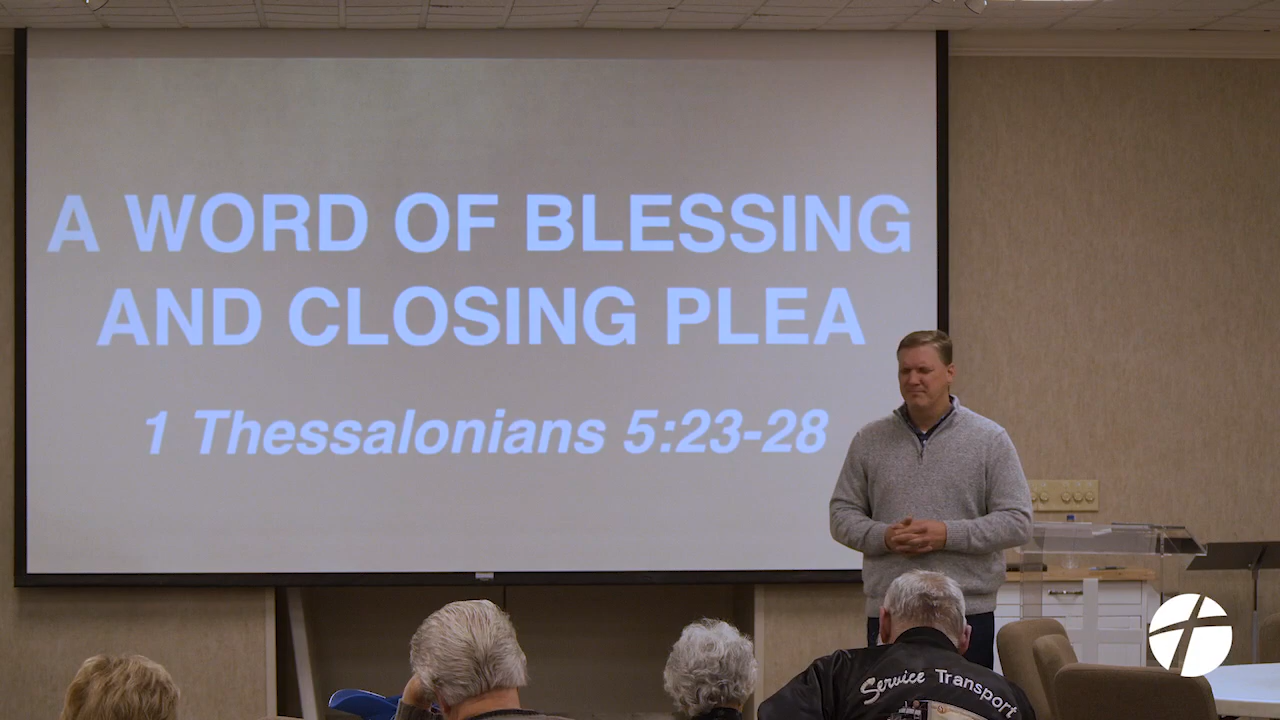 A WORD OF BLESSING
AND CLOSING PLEA
1 Thessalonians 5:23-28
Service Transport